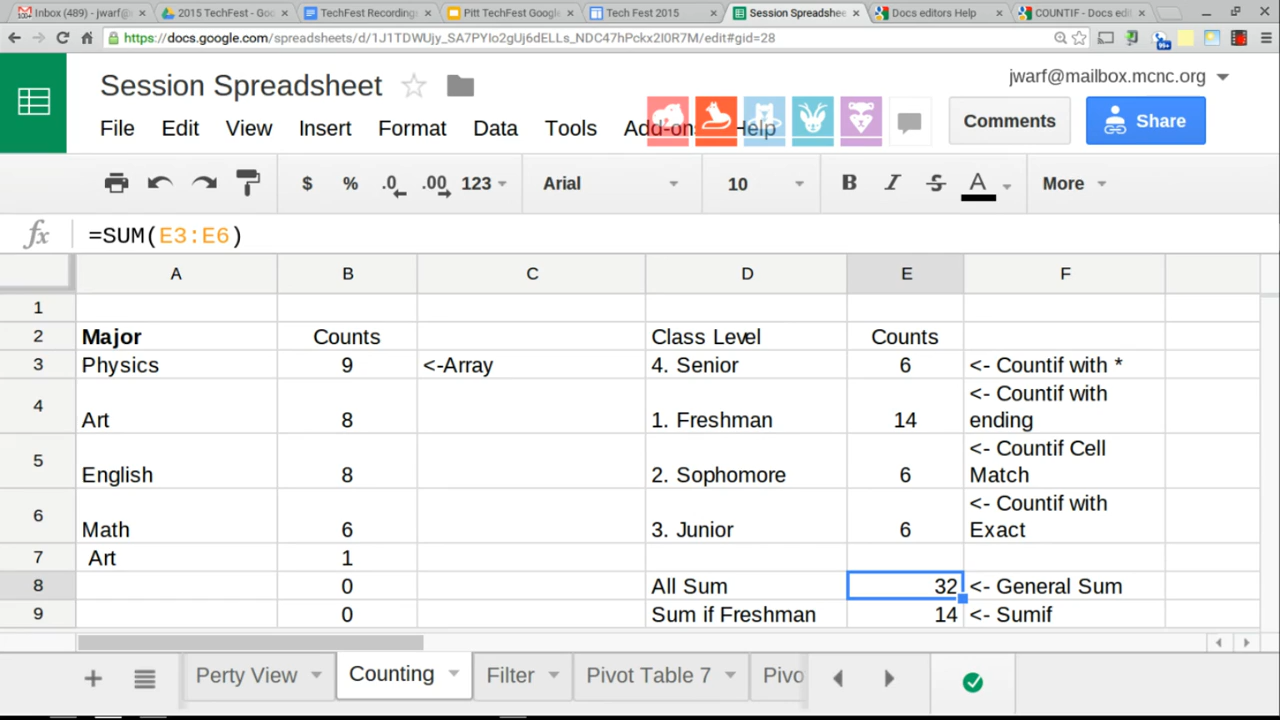 Inbox (489) - jwarf@
2015 TechFest - Goo
TechFest Recording
Pitt TechFest Google
Tech Fest 2015
Session Spreadshee
Docs editors Help
COUNTIF - Docs edi
https://docs.google.com/spreadsheets/d/1J1TDWUjy_SA7PYIo2gUj6dELLs_NDC47hPckx2I0R7M/edit#gid=28
99+
Session Spreadsheet
jwarf@mailbox.mcnc.org
File Edit View Insert Format Data Tools Add-ons Help
Comments
Share
$ % .0 .00 123 Arial 10 B I S A More
fx =SUM(E3:E6)
A B C D E F
1
2 Major Counts Class Level Counts
3 Physics 9 <-Array 4. Senior 6 <- Countif with *
4 Art 8 1. Freshman 14 <- Countif with
ending
5 English 8 2. Sophomore 6 <- Countif Cell
Match
6 Math 6 3. Junior 6 <- Countif with
Exact
7 Art 1
8 0 All Sum 32 <- General Sum
9 0 Sum if Freshman 14 <- Sumif
+ Perty View Counting Filter Pivot Table 7 Pivo